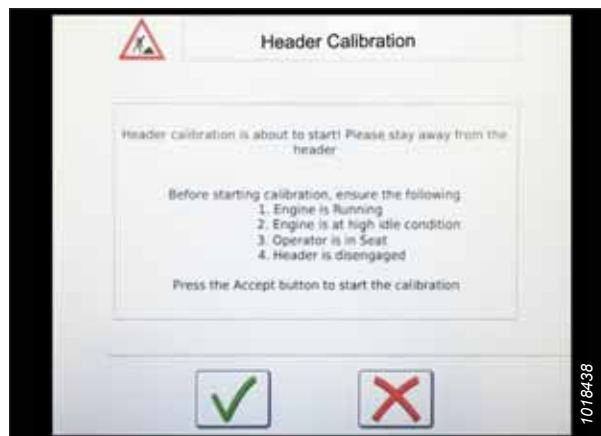 Header Calibration
Header calibration is about to start! Please stay away from the
header
Before starting calibration, ensure the following
1. Engine is Running
2. Engine is at high idle condition
3. Operator is in Seat
4. Header is disengaged
Press the Accept button to start the calibration
1018438